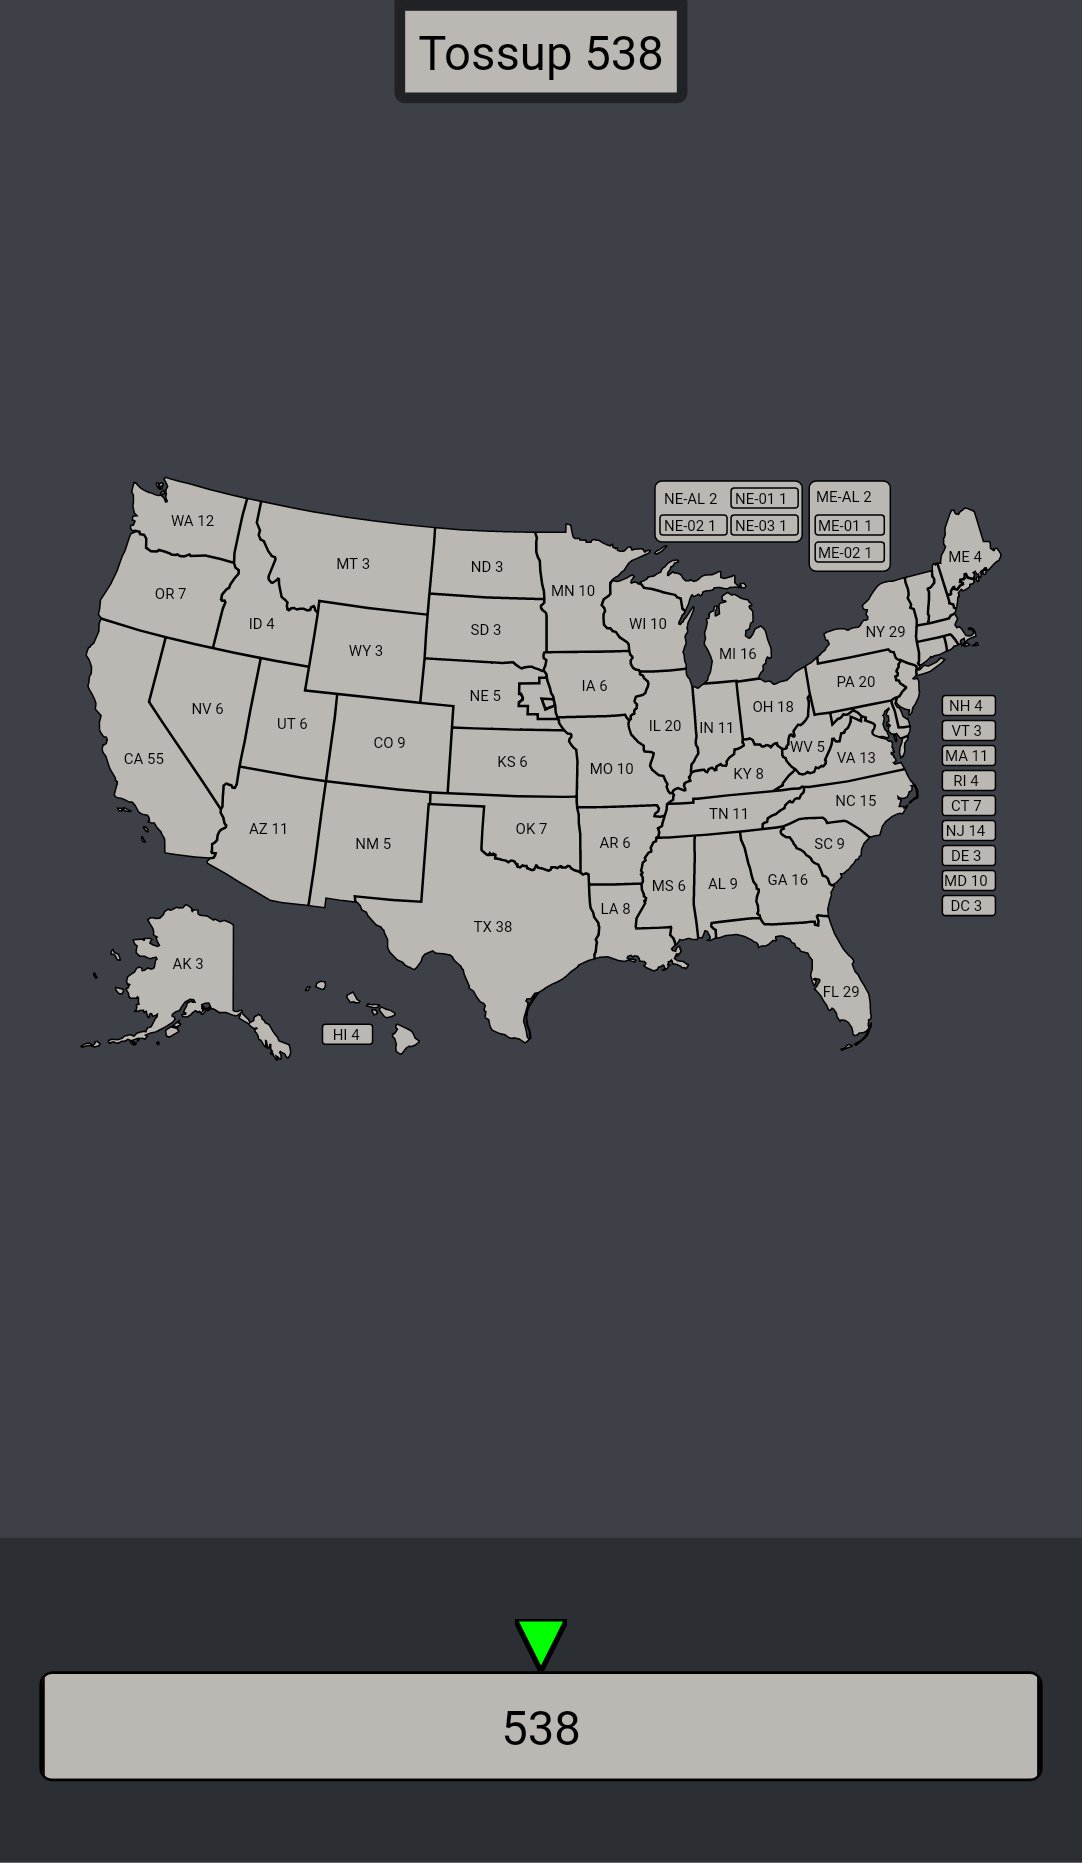 Tossup 538
NE-AL 2
NE-01 1
NE-02 1
NE-03 1
ME-AL 2
ME-01 1
ME-02 1
WA 12
OR 7
CA 55
NV 6
ID 4
MT 3
WY 3
UT 6
CO 9
AZ 11
NM 5
ND 3
SD 3
NE 5
KS 6
OK 7
TX 38
MN 10
IA 6
MO 10
AR 6
LA 8
WI 10
IL 20
IN 11
MI 16
OH 18
KY 8
TN 11
MS 6
AL 9
GA 16
FL 29
SC 9
NC 15
VA 13
WV 5
PA 20
NY 29
ME 4
NH 4
VT 3
MA 11
RI 4
CT 7
NJ 14
DE 3
MD 10
DC 3
AK 3
HI 4
538